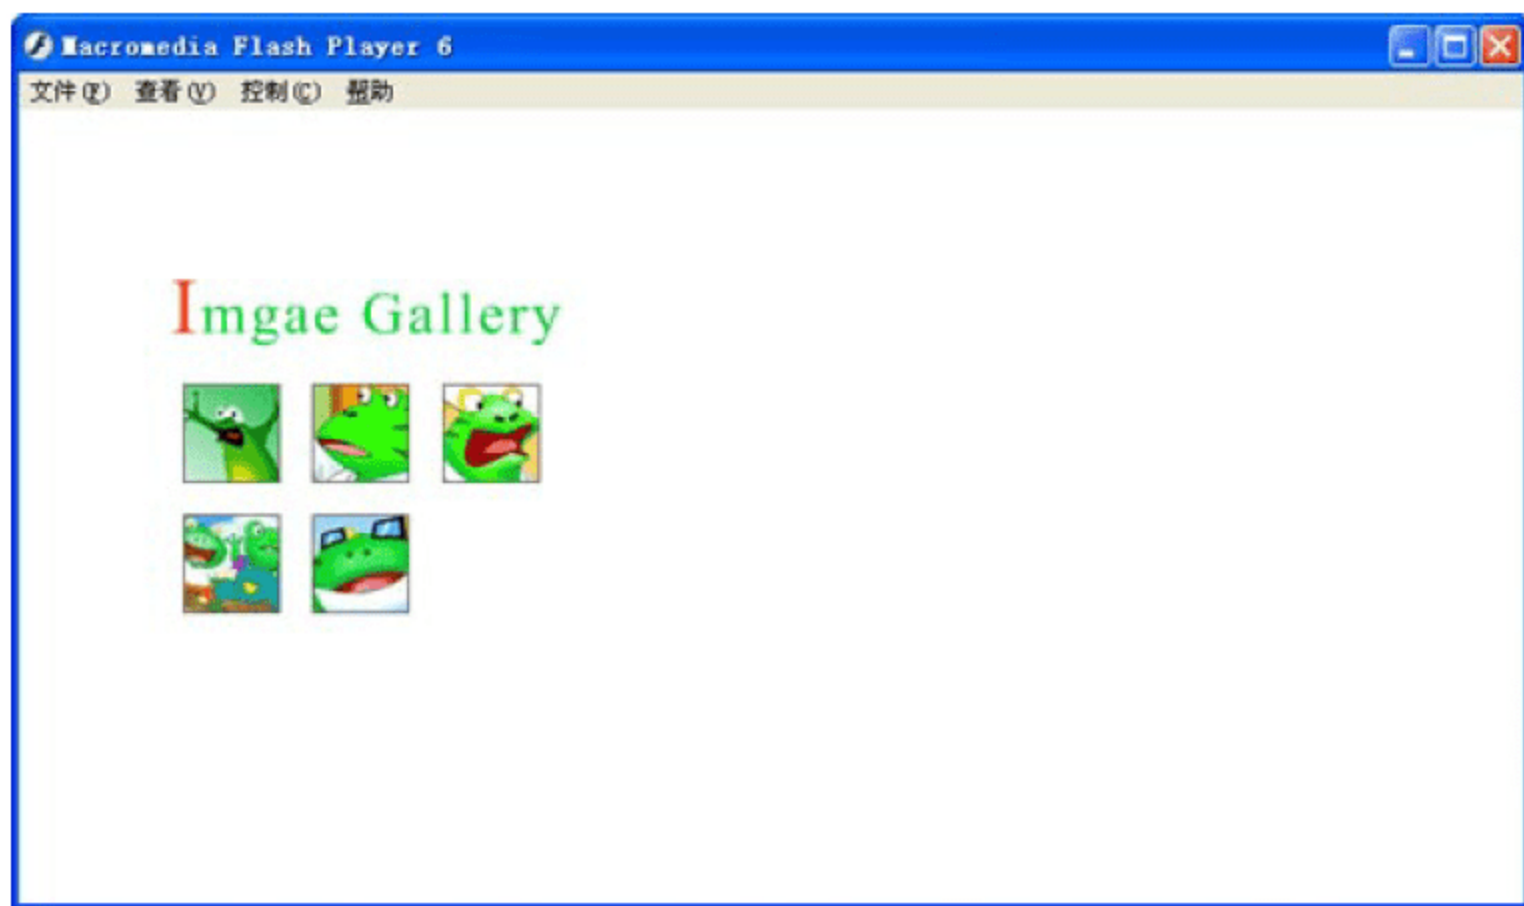 Macromedia Flash Player 6
文件(F) 查看(V) 控制(C) 帮助
Imgae Gallery